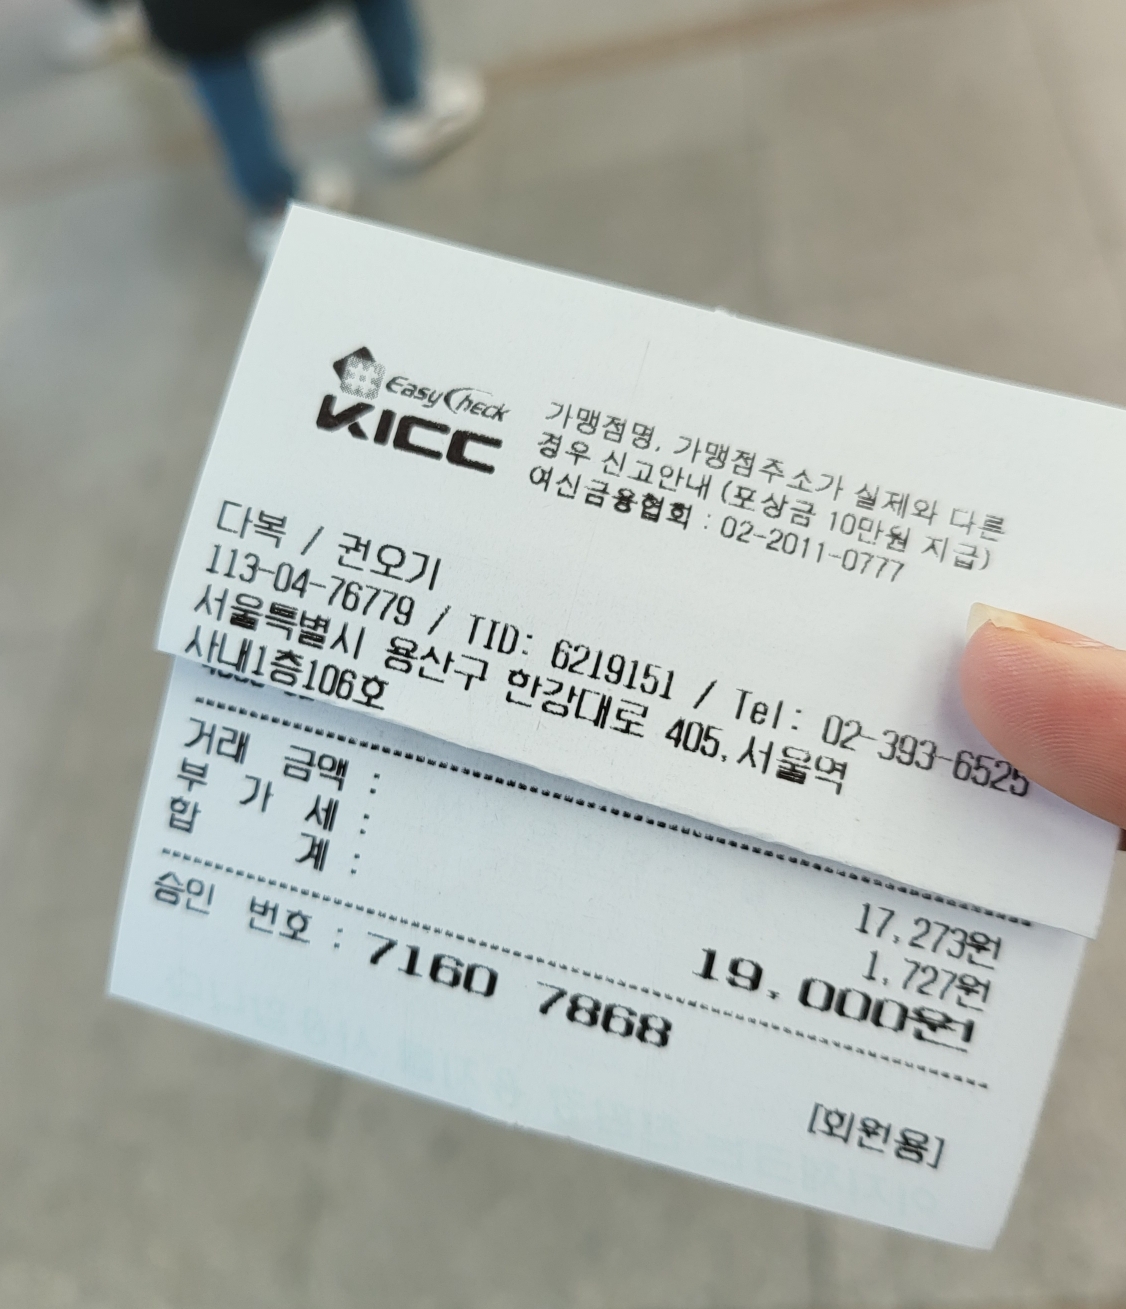 EasyCheck
KICC
가맹점명, 가맹점주소가 실제와 다른
경우 신고안내 (포상금 10만원 지급)
여신금융협회 : 02-2011-0777
다복 / 권오기
113-04-76779 / TID: 6219151 / Tel: 02-393-6525
서울특별시 용산구 한강대로 405,서울역
사내1층106호
거래 금액 : 17,273원
부 가 세 : 1,727원
합 계 : 19,000원
승인 번호 : 7160 7868
[회원용]